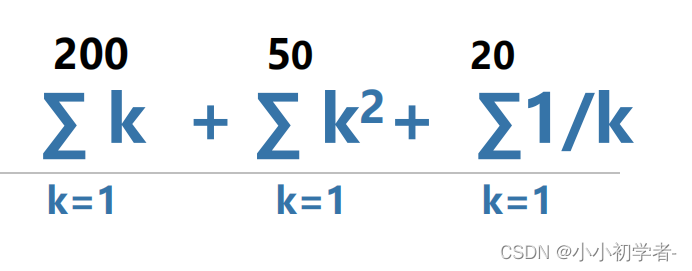 200 50 20
∑ k + ∑ k² + ∑1/k
k=1 k=1 k=1
CSDN @小小初学者-